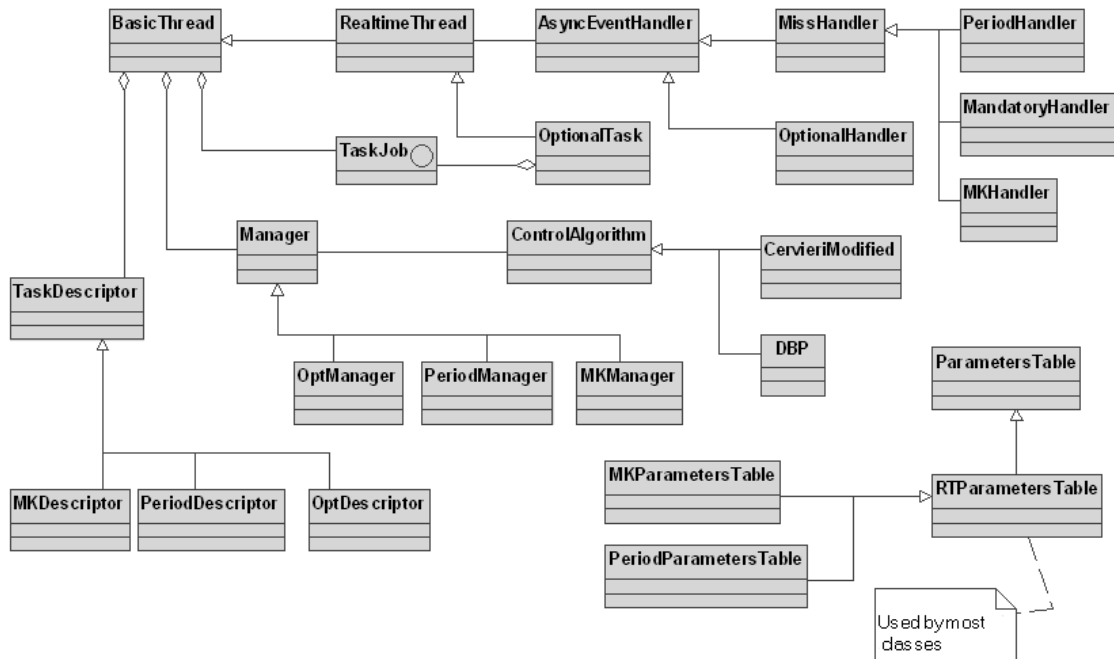 BasicThread
RealtimeThread
AsyncEventHandler
MissHandler
PeriodHandler
MandatoryHandler
TaskJob
OptionalTask
OptionalHandler
MKHandler
Manager
ControlAlgorithm
CervieriModified
TaskDescriptor
DBP
OptManager
PeriodManager
MKManager
ParametersTable
MKParametersTable
RTParametersTable
MKDescriptor
PeriodDescriptor
OptDescriptor
PeriodParametersTable
Used by most
classes